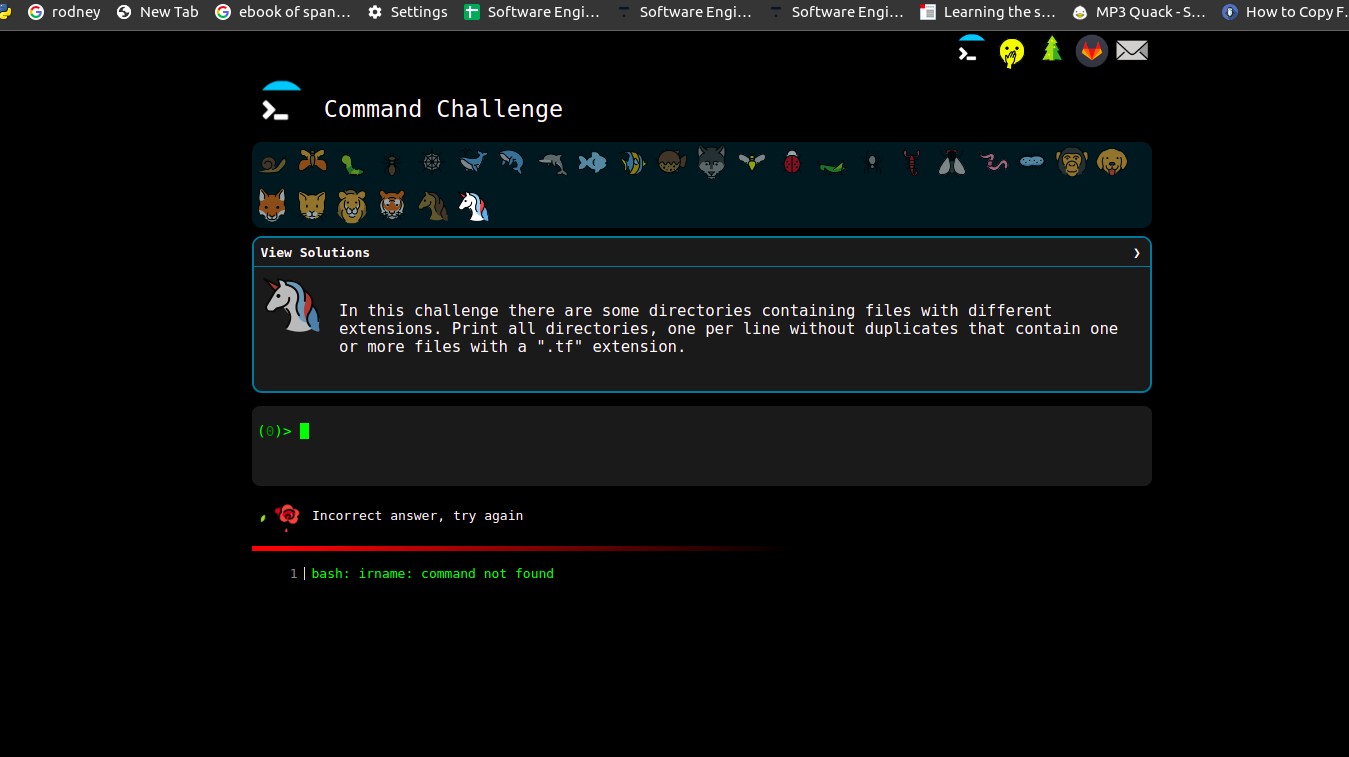 rodney New Tab ebook of span... Settings Software Engi... Software Engi... Software Engi... Learning the s... MP3 Quack - S... How to Copy F.
Command Challenge
View Solutions ❯
In this challenge there are some directories containing files with different
extensions. Print all directories, one per line without duplicates that contain one
or more files with a ".tf" extension.
(0)>
Incorrect answer, try again
1 bash: irname: command not found